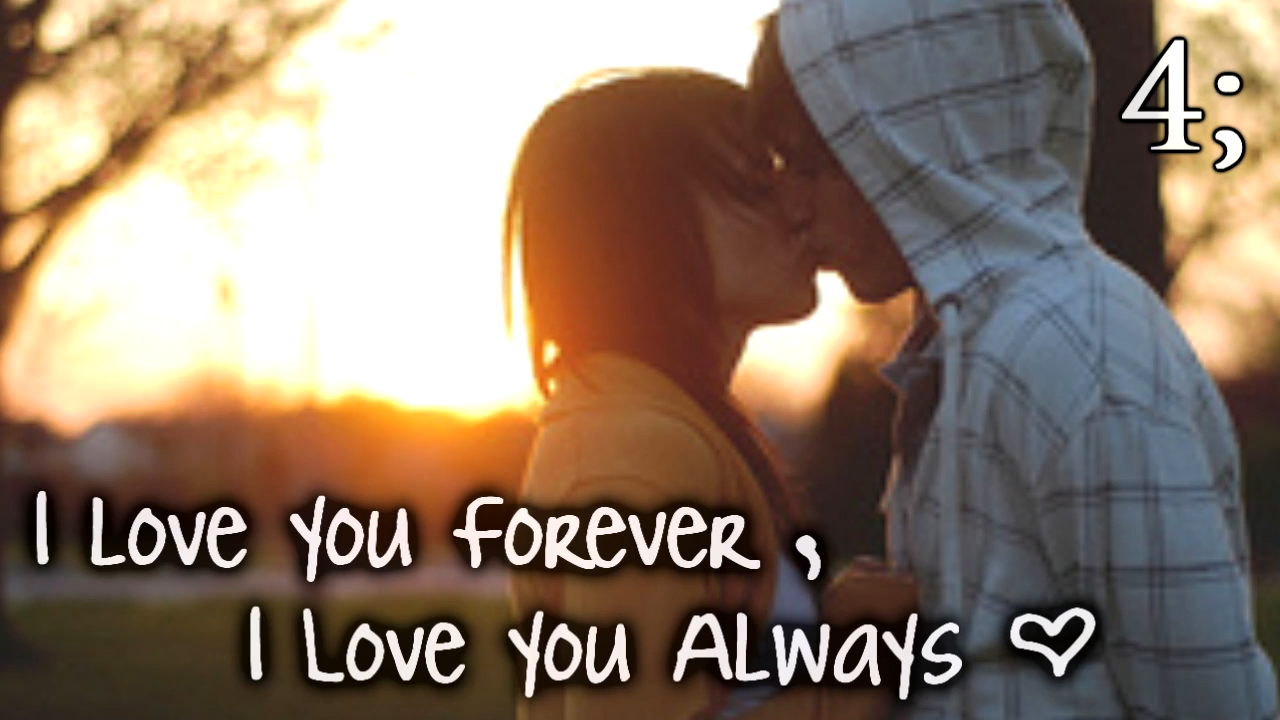 4;
I Love you Forever ,
I Love you Always ♡